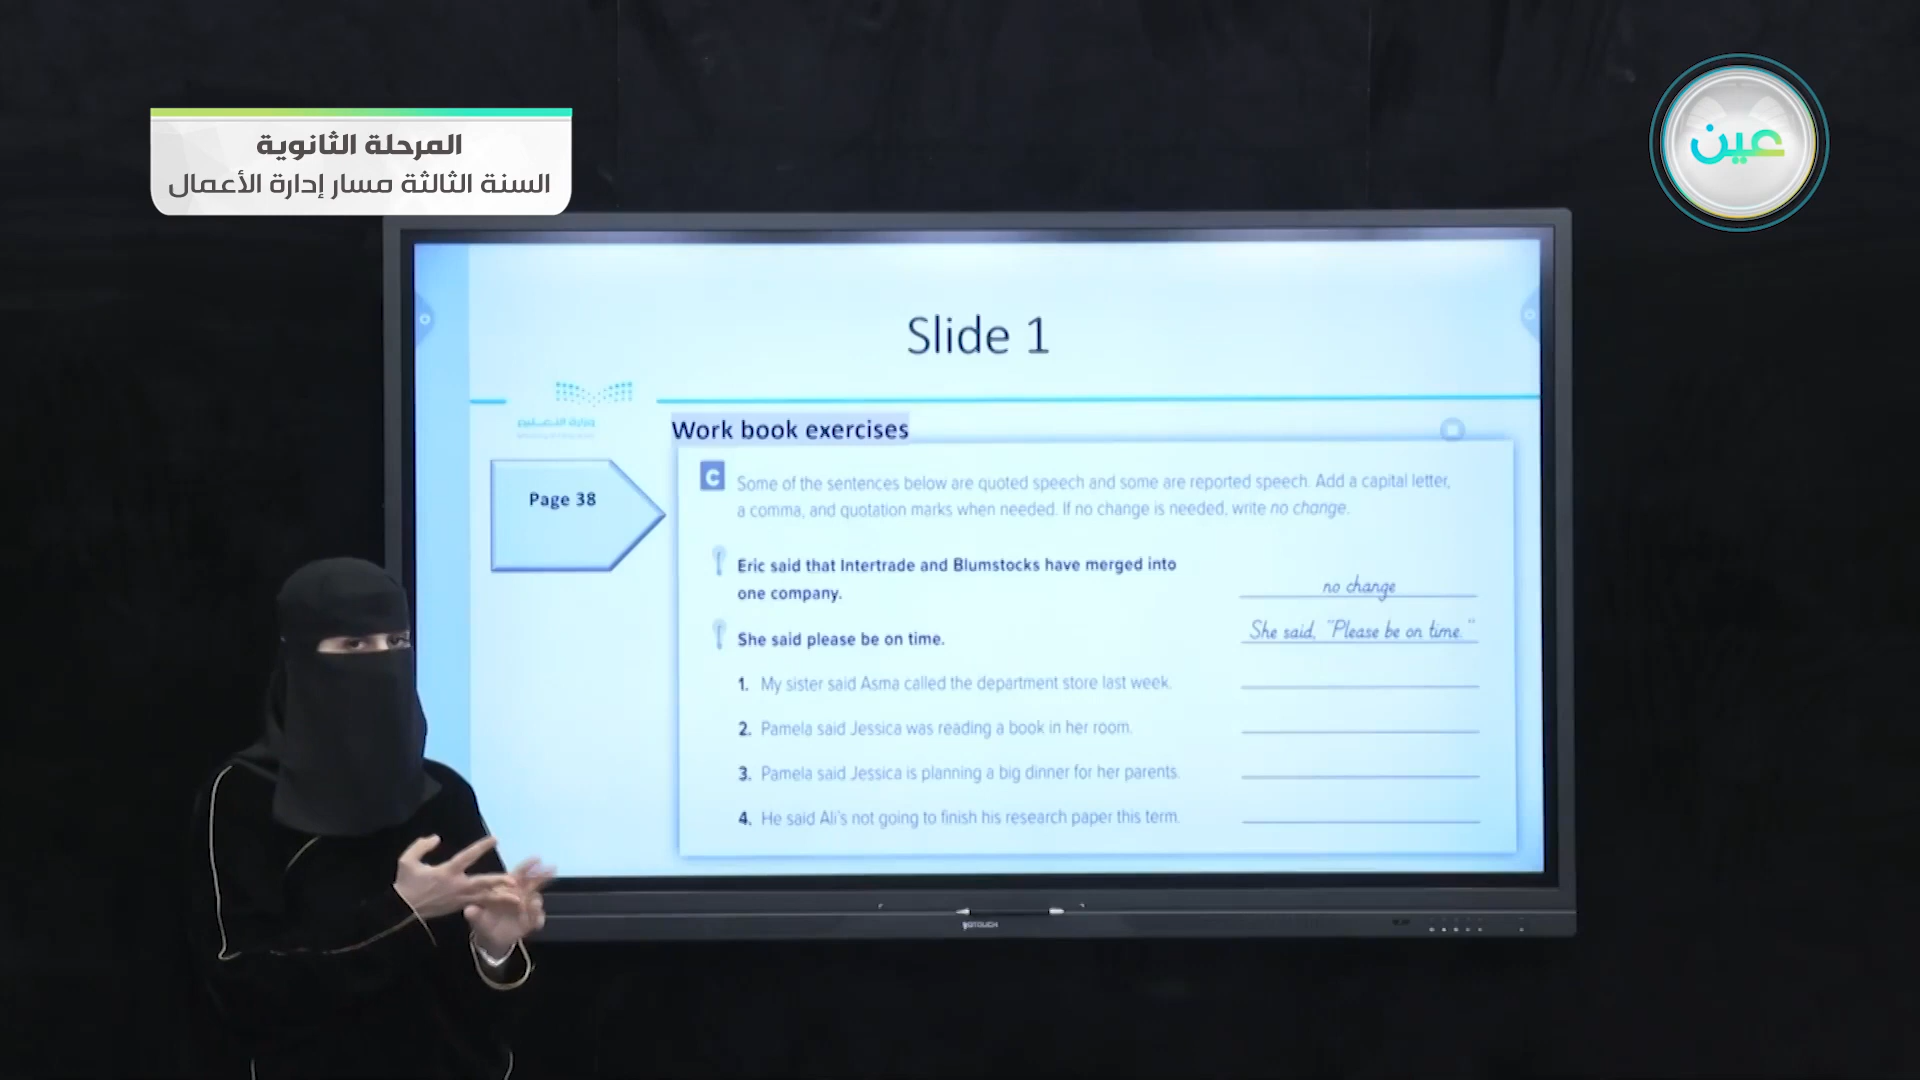 المرحلة الثانوية
السنة الثالثة مسار إدارة الأعمال
عين
Slide 1
وزارة التعليم
Work book exercises
Page 38
C Some of the sentences below are quoted speech and some are reported speech. Add a capital letter,
a comma, and quotation marks when needed. If no change is needed, write no change.
Eric said that Intertrade and Blumstocks have merged into
one company.
no change
She said please be on time.
She said, "Please be on time."
1. My sister said Asma called the department store last week.
2. Pamela said Jessica was reading a book in her room.
3. Pamela said Jessica is planning a big dinner for her parents.
4. He said Ali's not going to finish his research paper this term.